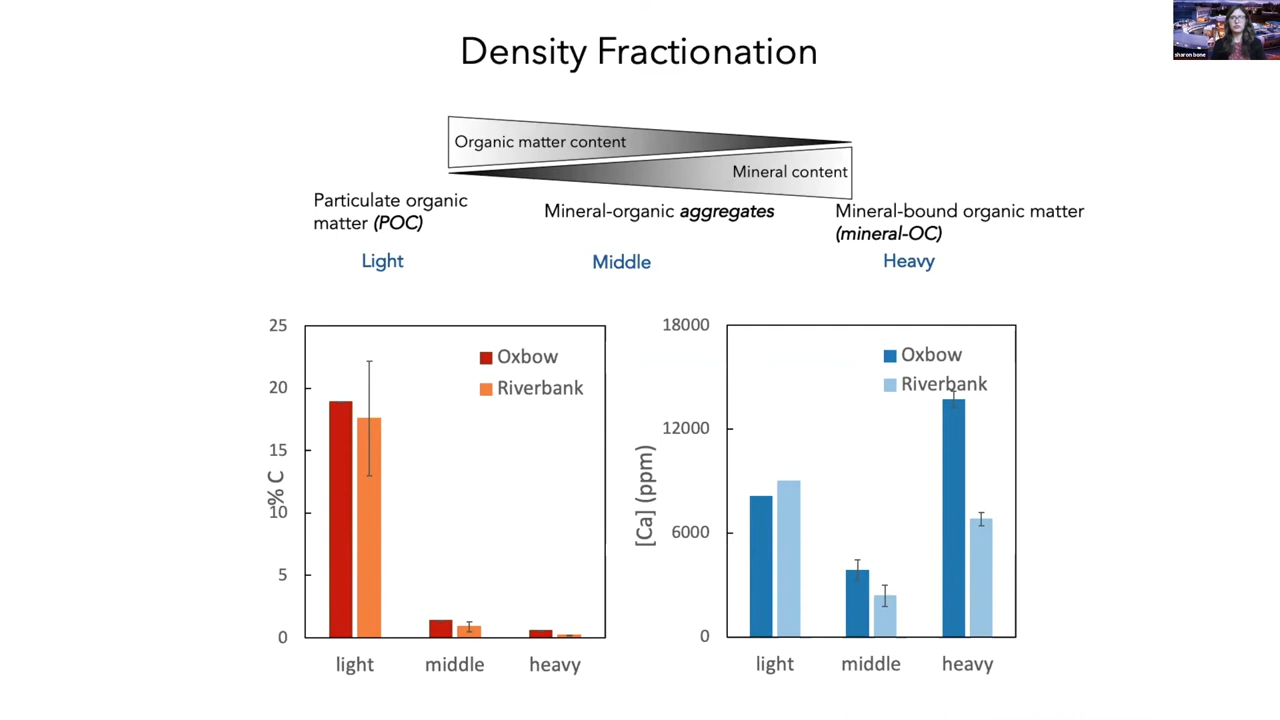 Density Fractionation
sharon bone
Organic matter content
Mineral content
Particulate organic
matter (POC)
Mineral-organic aggregates
Mineral-bound organic matter
(mineral-OC)
Light
Middle
Heavy
25
20
15
10
5
0
% C
Oxbow
Riverbank
light
middle
heavy
18000
12000
6000
0
[Ca] (ppm)
Oxbow
Riverbank
light
middle
heavy